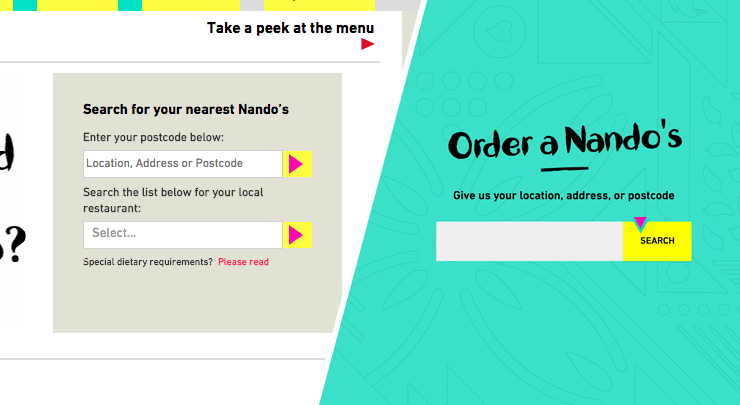 Take a peek at the menu
d
?
Search for your nearest Nando's
Enter your postcode below:
Location, Address or Postcode
Search the list below for your local
restaurant:
Select...
Special dietary requirements? Please read
Order a Nando's
Give us your location, address, or postcode
SEARCH